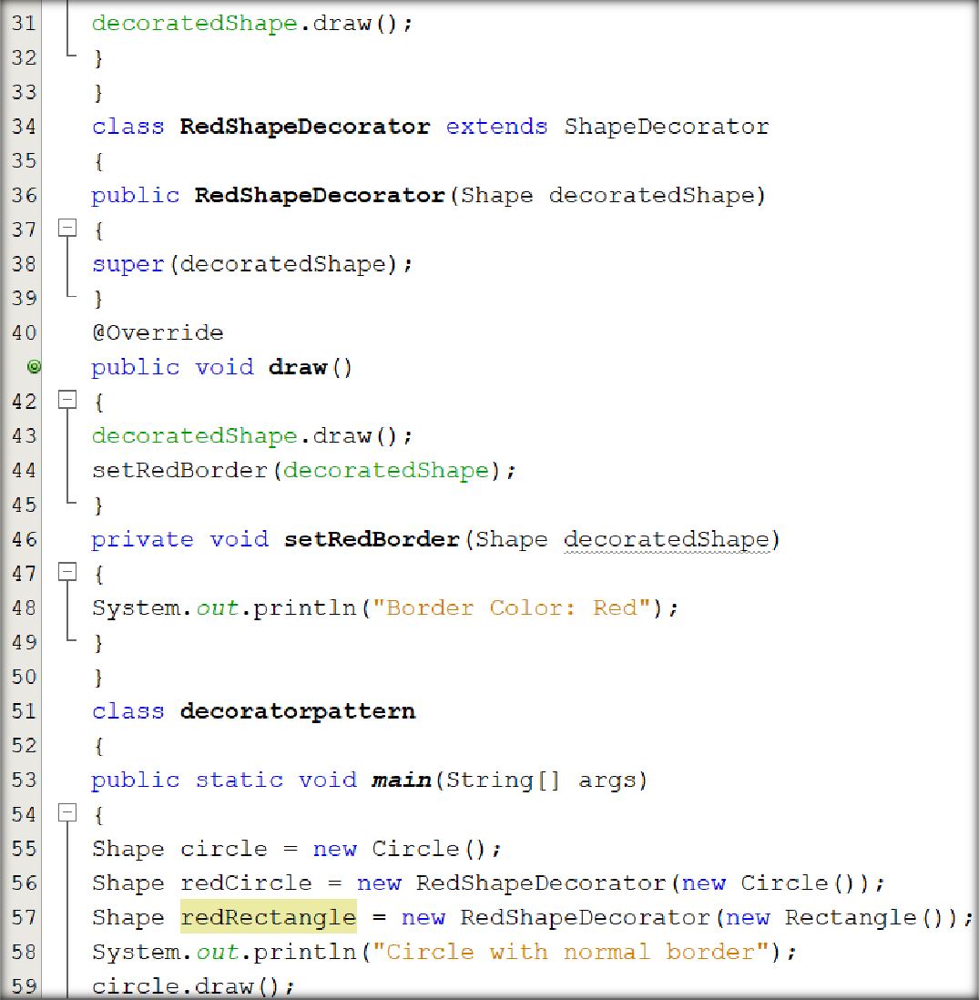 31 decoratedShape.draw();
32 }
33 }
34 class RedShapeDecorator extends ShapeDecorator
35 {
36 public RedShapeDecorator(Shape decoratedShape)
37 {
38 super(decoratedShape);
39 }
40 @Override
public void draw()
42 {
43 decoratedShape.draw();
44 setRedBorder(decoratedShape);
45 }
46 private void setRedBorder(Shape decoratedShape)
47 {
48 System.out.println("Border Color: Red");
49 }
50 }
51 class decoratorpattern
52 {
53 public static void main(String[] args)
54 {
55 Shape circle = new Circle();
56 Shape redCircle = new RedShapeDecorator(new Circle());
57 Shape redRectangle = new RedShapeDecorator(new Rectangle());
58 System.out.println("Circle with normal border");
59 circle.draw();